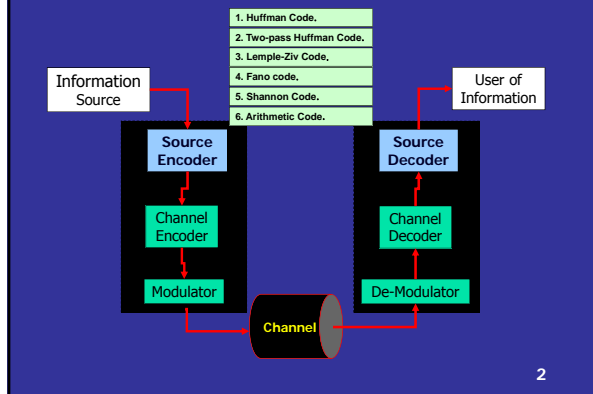 1. Huffman Code.
2. Two-pass Huffman Code.
3. Lemple-Ziv Code.
4. Fano code.
5. Shannon Code.
6. Arithmetic Code.
Information
Source
User of
Information
Source
Encoder
Source
Decoder
Channel
Encoder
Channel
Decoder
Modulator
De-Modulator
Channel
2